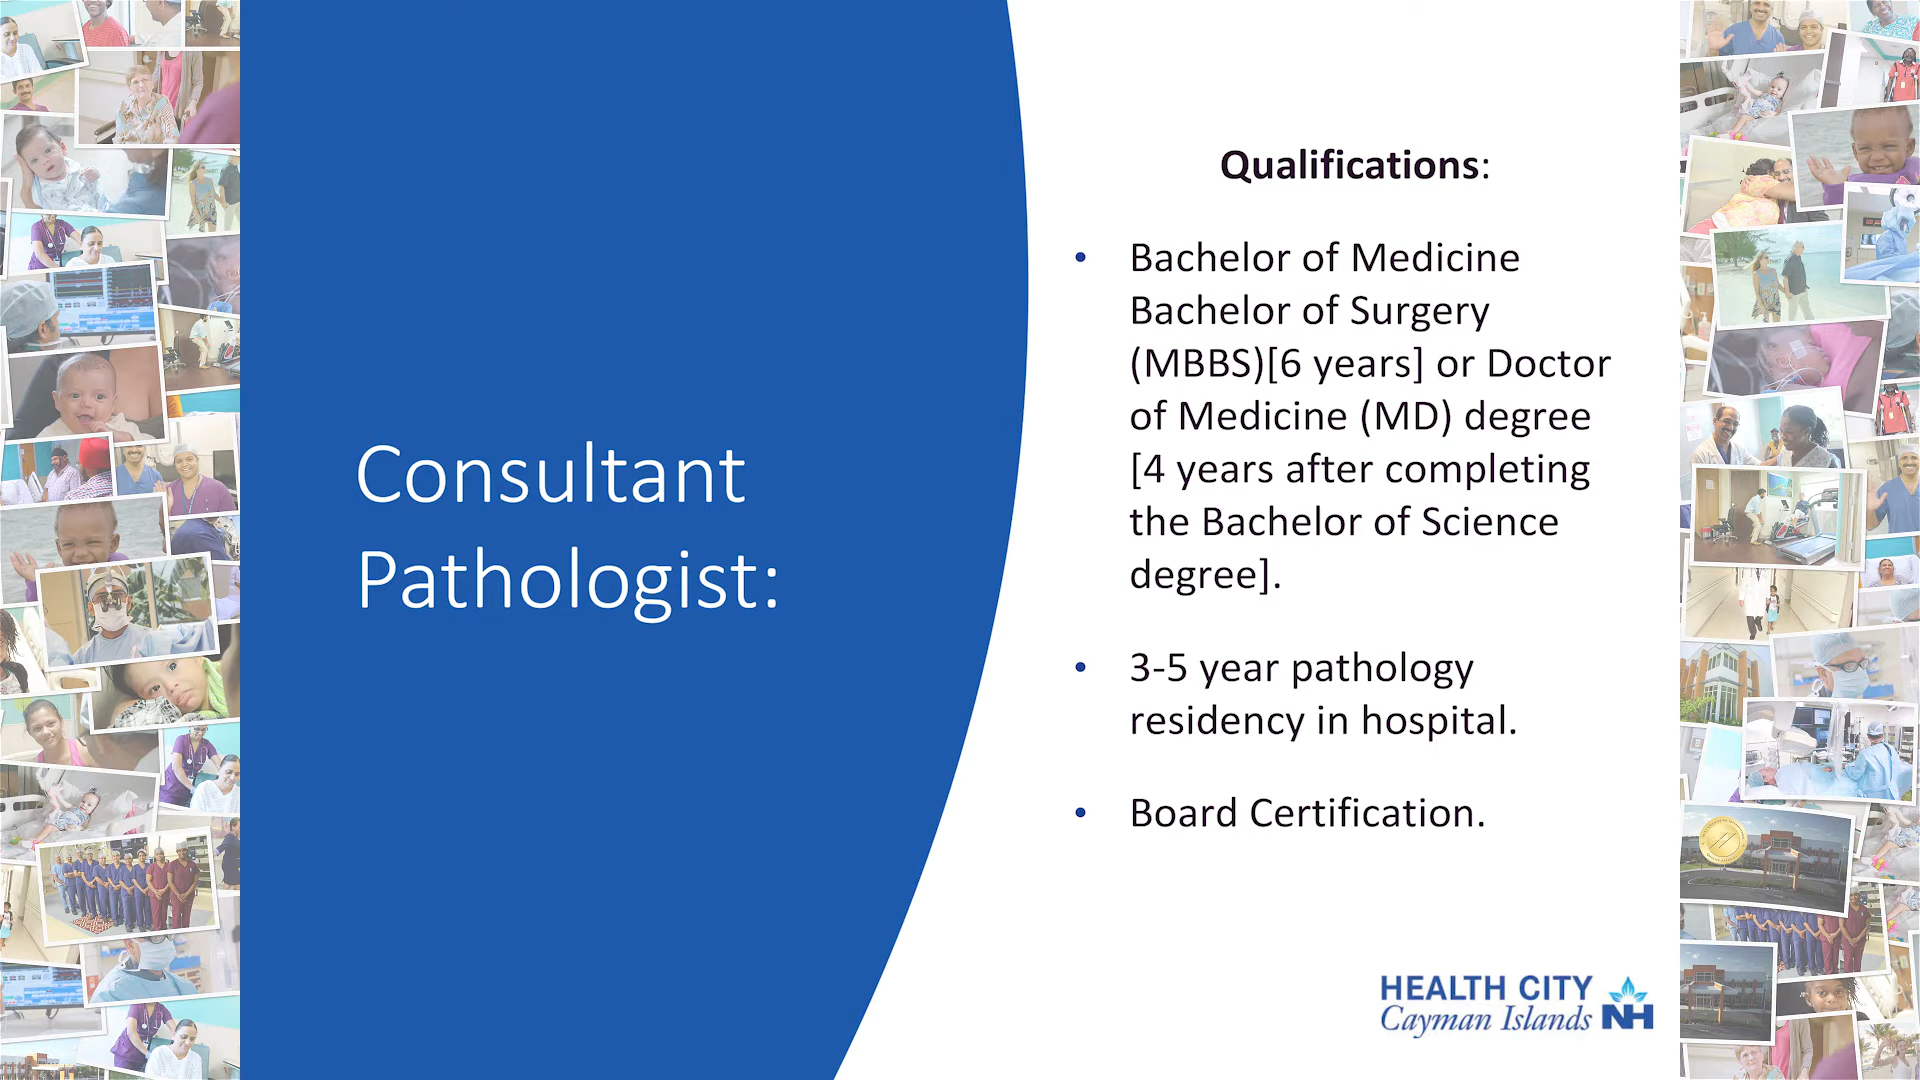 Consultant
Pathologist:
Qualifications:
• Bachelor of Medicine
Bachelor of Surgery
(MBBS)[6 years] or Doctor
of Medicine (MD) degree
[4 years after completing
the Bachelor of Science
degree].
• 3-5 year pathology
residency in hospital.
• Board Certification.
HEALTH CITY
Cayman Islands NH